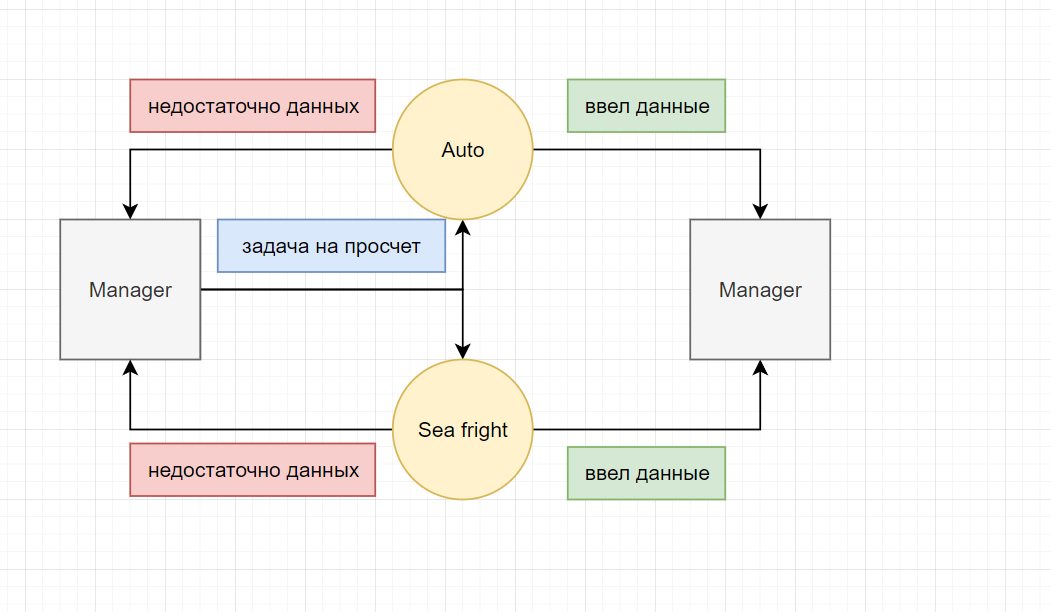 недостаточно данных
ввел данные
Auto
задача на просчет
Manager
Manager
Sea fright
недостаточно данных
ввел данные